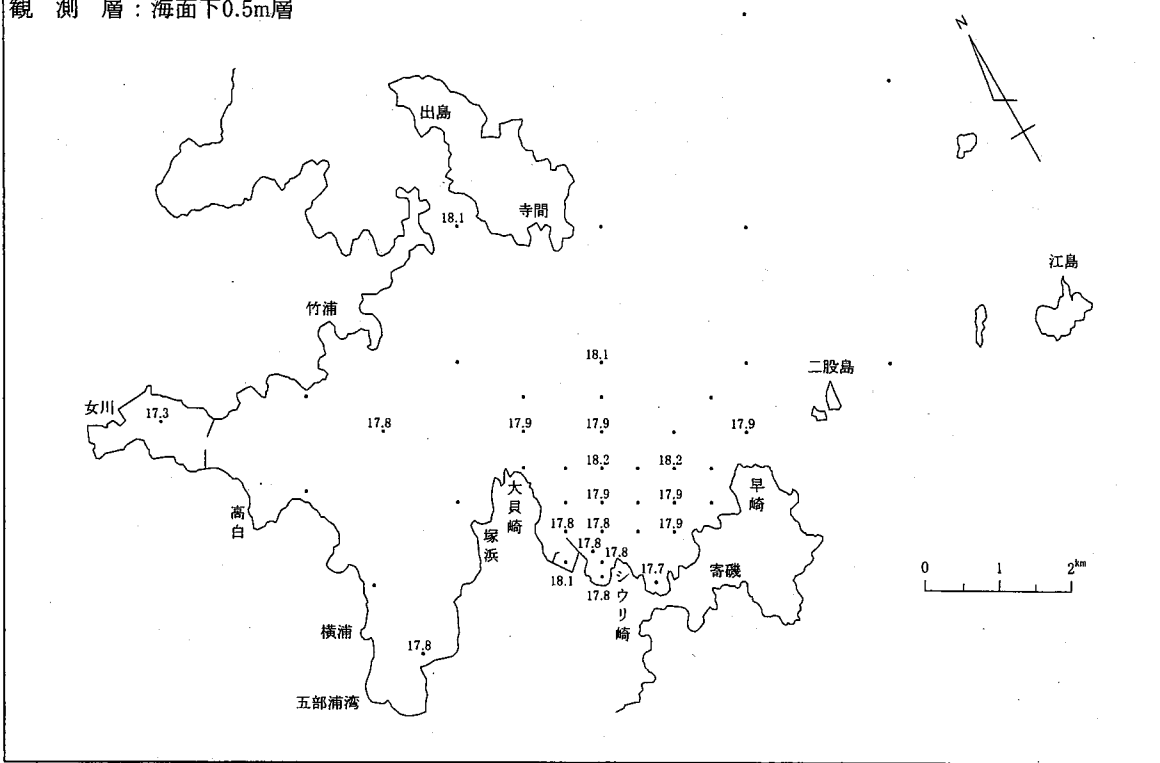 観測層：海面下0.5m層
N
出島
寺間
18.1
江島
竹浦
18.1
二股島
女川
17.3
17.8
17.9
17.9
17.9
18.2
18.2
大貝崎
早崎
17.9
17.9
高白
塚浜
17.8
17.8
17.9
17.8
17.8
18.1
17.7
17.8
シウリ崎
寄磯
0
1
2km
横浦
17.8
五部浦湾